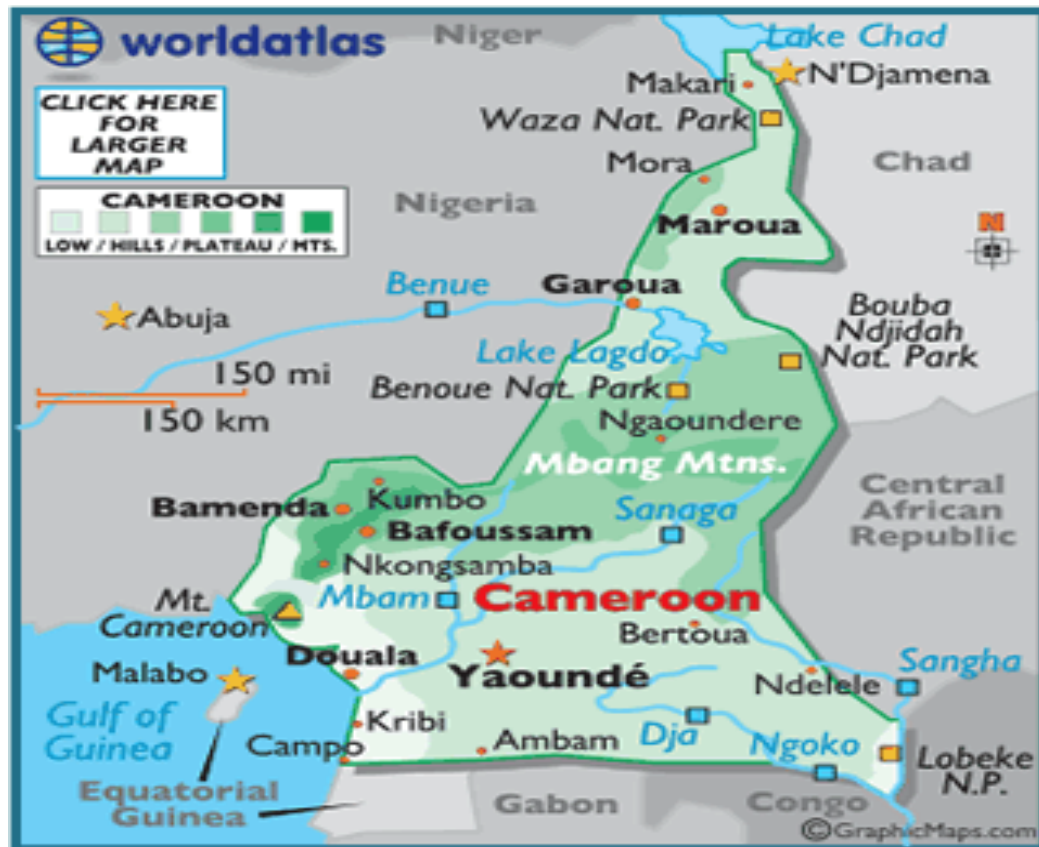 worldatlas
Niger
Lake Chad
Makari
N'Djamena
CLICK HERE
FOR
LARGER
MAP
Waza Nat. Park
Mora
Chad
CAMEROON
LOW / HILLS / PLATEAU / MTS.
Nigeria
Maroua
N
Benue
Garoua
Abuja
Bouba
Ndjidah
Nat. Park
Lake Lagdo
150 mi
Benoue Nat. Park
150 km
Ngaoundere
Mbang Mtns.
Kumbo
Bamenda
Sanaga
Central
African
Republic
Bafoussam
Nkongsamba
Mt.
Cameroon
Mbam
Cameroon
Bertoua
Douala
Malabo
Yaoundé
Sangha
Ndelele
Gulf of
Guinea
Kribi
Campo
Ambam
Dja
Ngoko
Lobeke
N.P.
Equatorial
Guinea
Gabon
Congo
©GraphicMaps.com